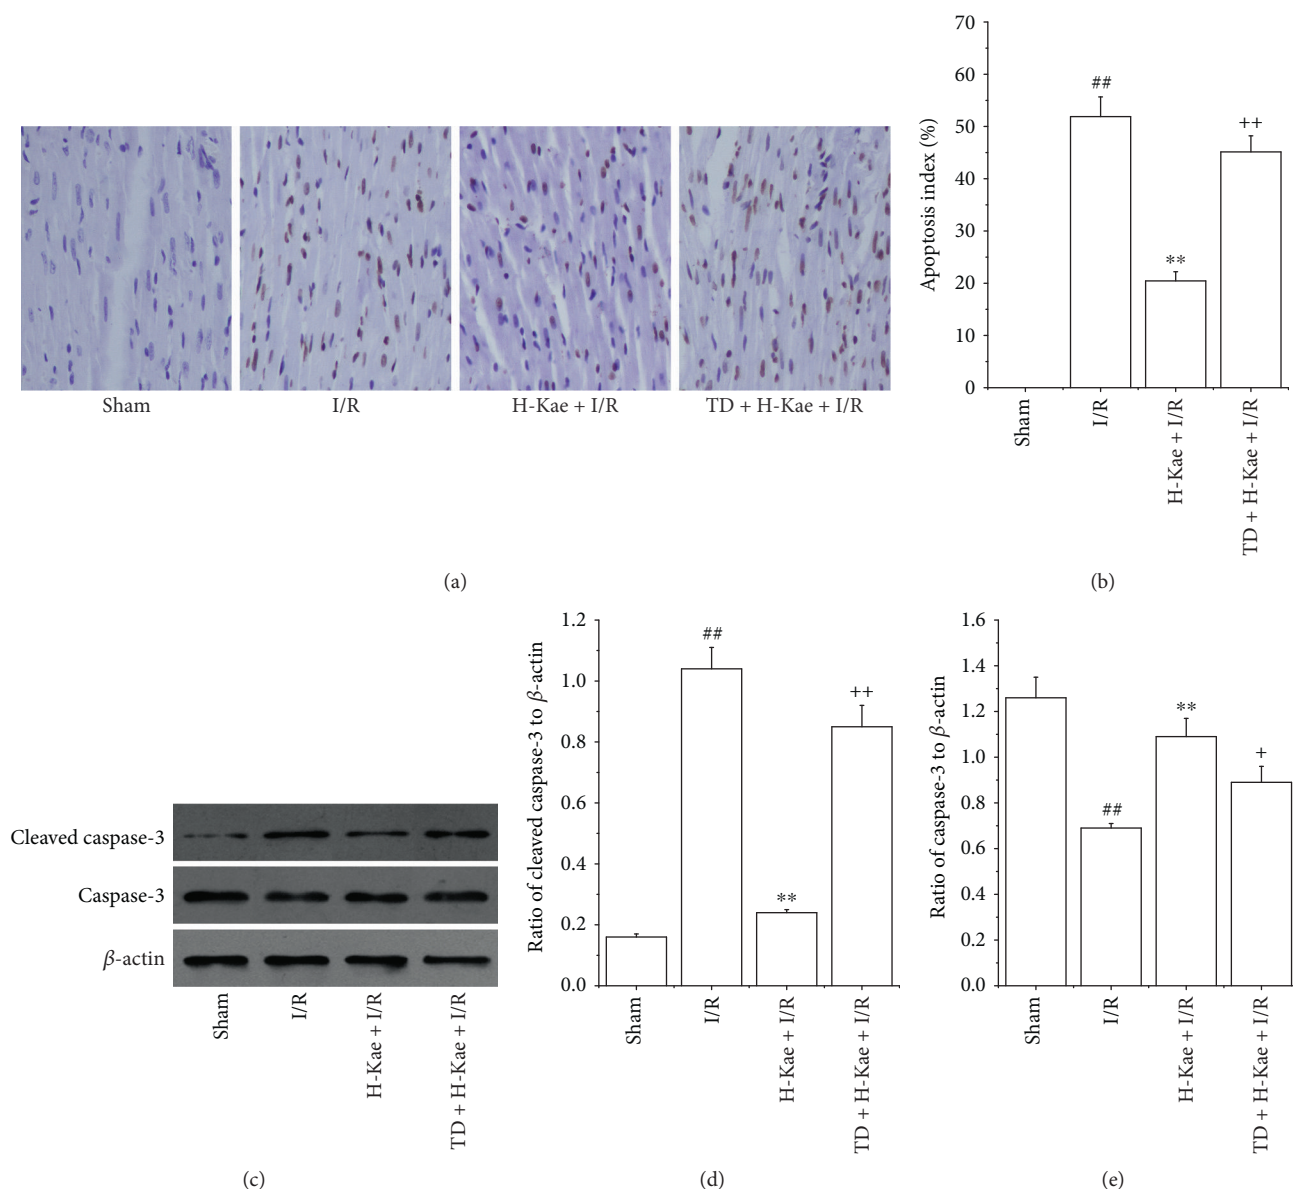 Sham
I/R
H-Kae + I/R
TD + H-Kae + I/R
(a)
Apoptosis index (%)
70
60
50
40
30
20
10
0
##
**
++
Sham
I/R
H-Kae + I/R
TD + H-Kae + I/R
(b)
Cleaved caspase-3
Caspase-3
β-actin
Sham
I/R
H-Kae + I/R
TD + H-Kae + I/R
(c)
Ratio of cleaved caspase-3 to β-actin
1.2
1.0
0.8
0.6
0.4
0.2
0.0
##
**
++
Sham
I/R
H-Kae + I/R
TD + H-Kae + I/R
(d)
Ratio of caspase-3 to β-actin
1.6
1.4
1.2
1.0
0.8
0.6
0.4
0.2
0.0
##
**
+
Sham
I/R
H-Kae + I/R
TD + H-Kae + I/R
(e)